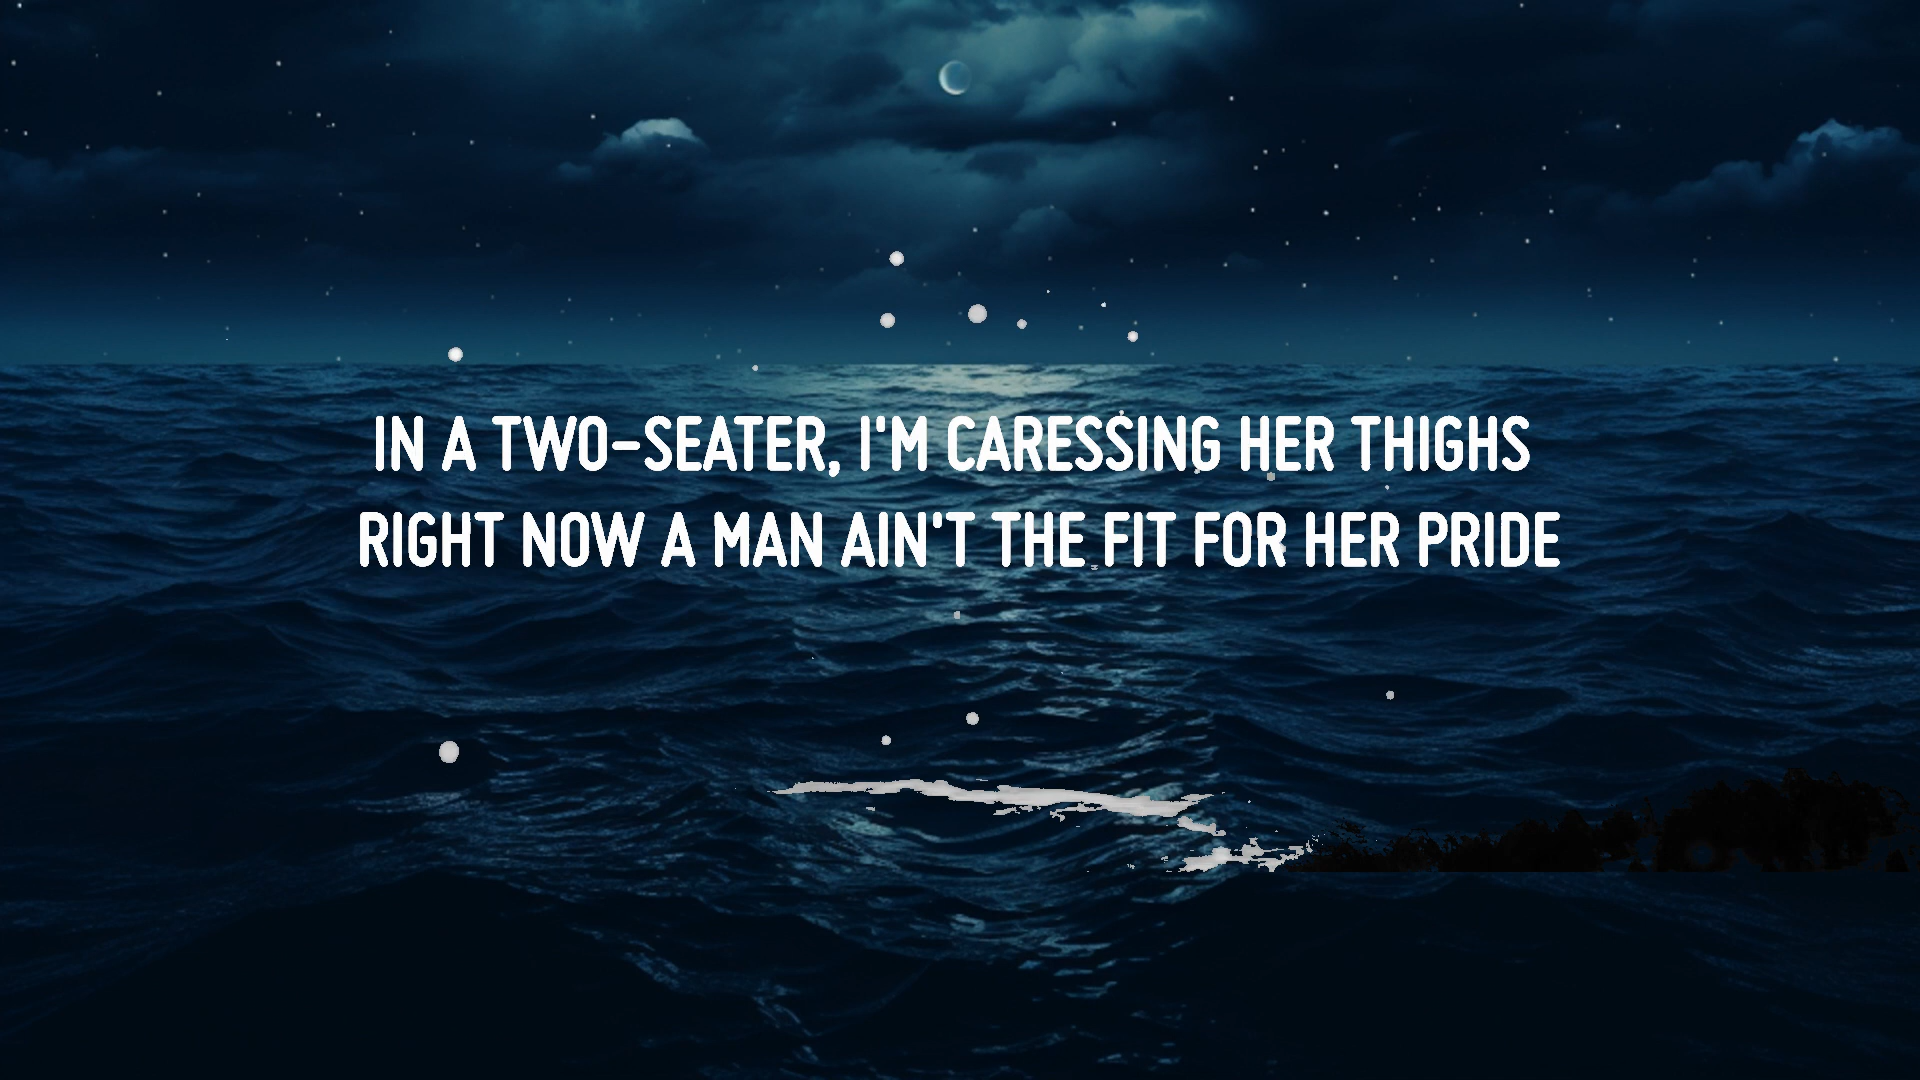 IN A TWO-SEATER, I'M CARESSING HER THIGHS
RIGHT NOW A MAN AIN'T THE FIT FOR HER PRIDE